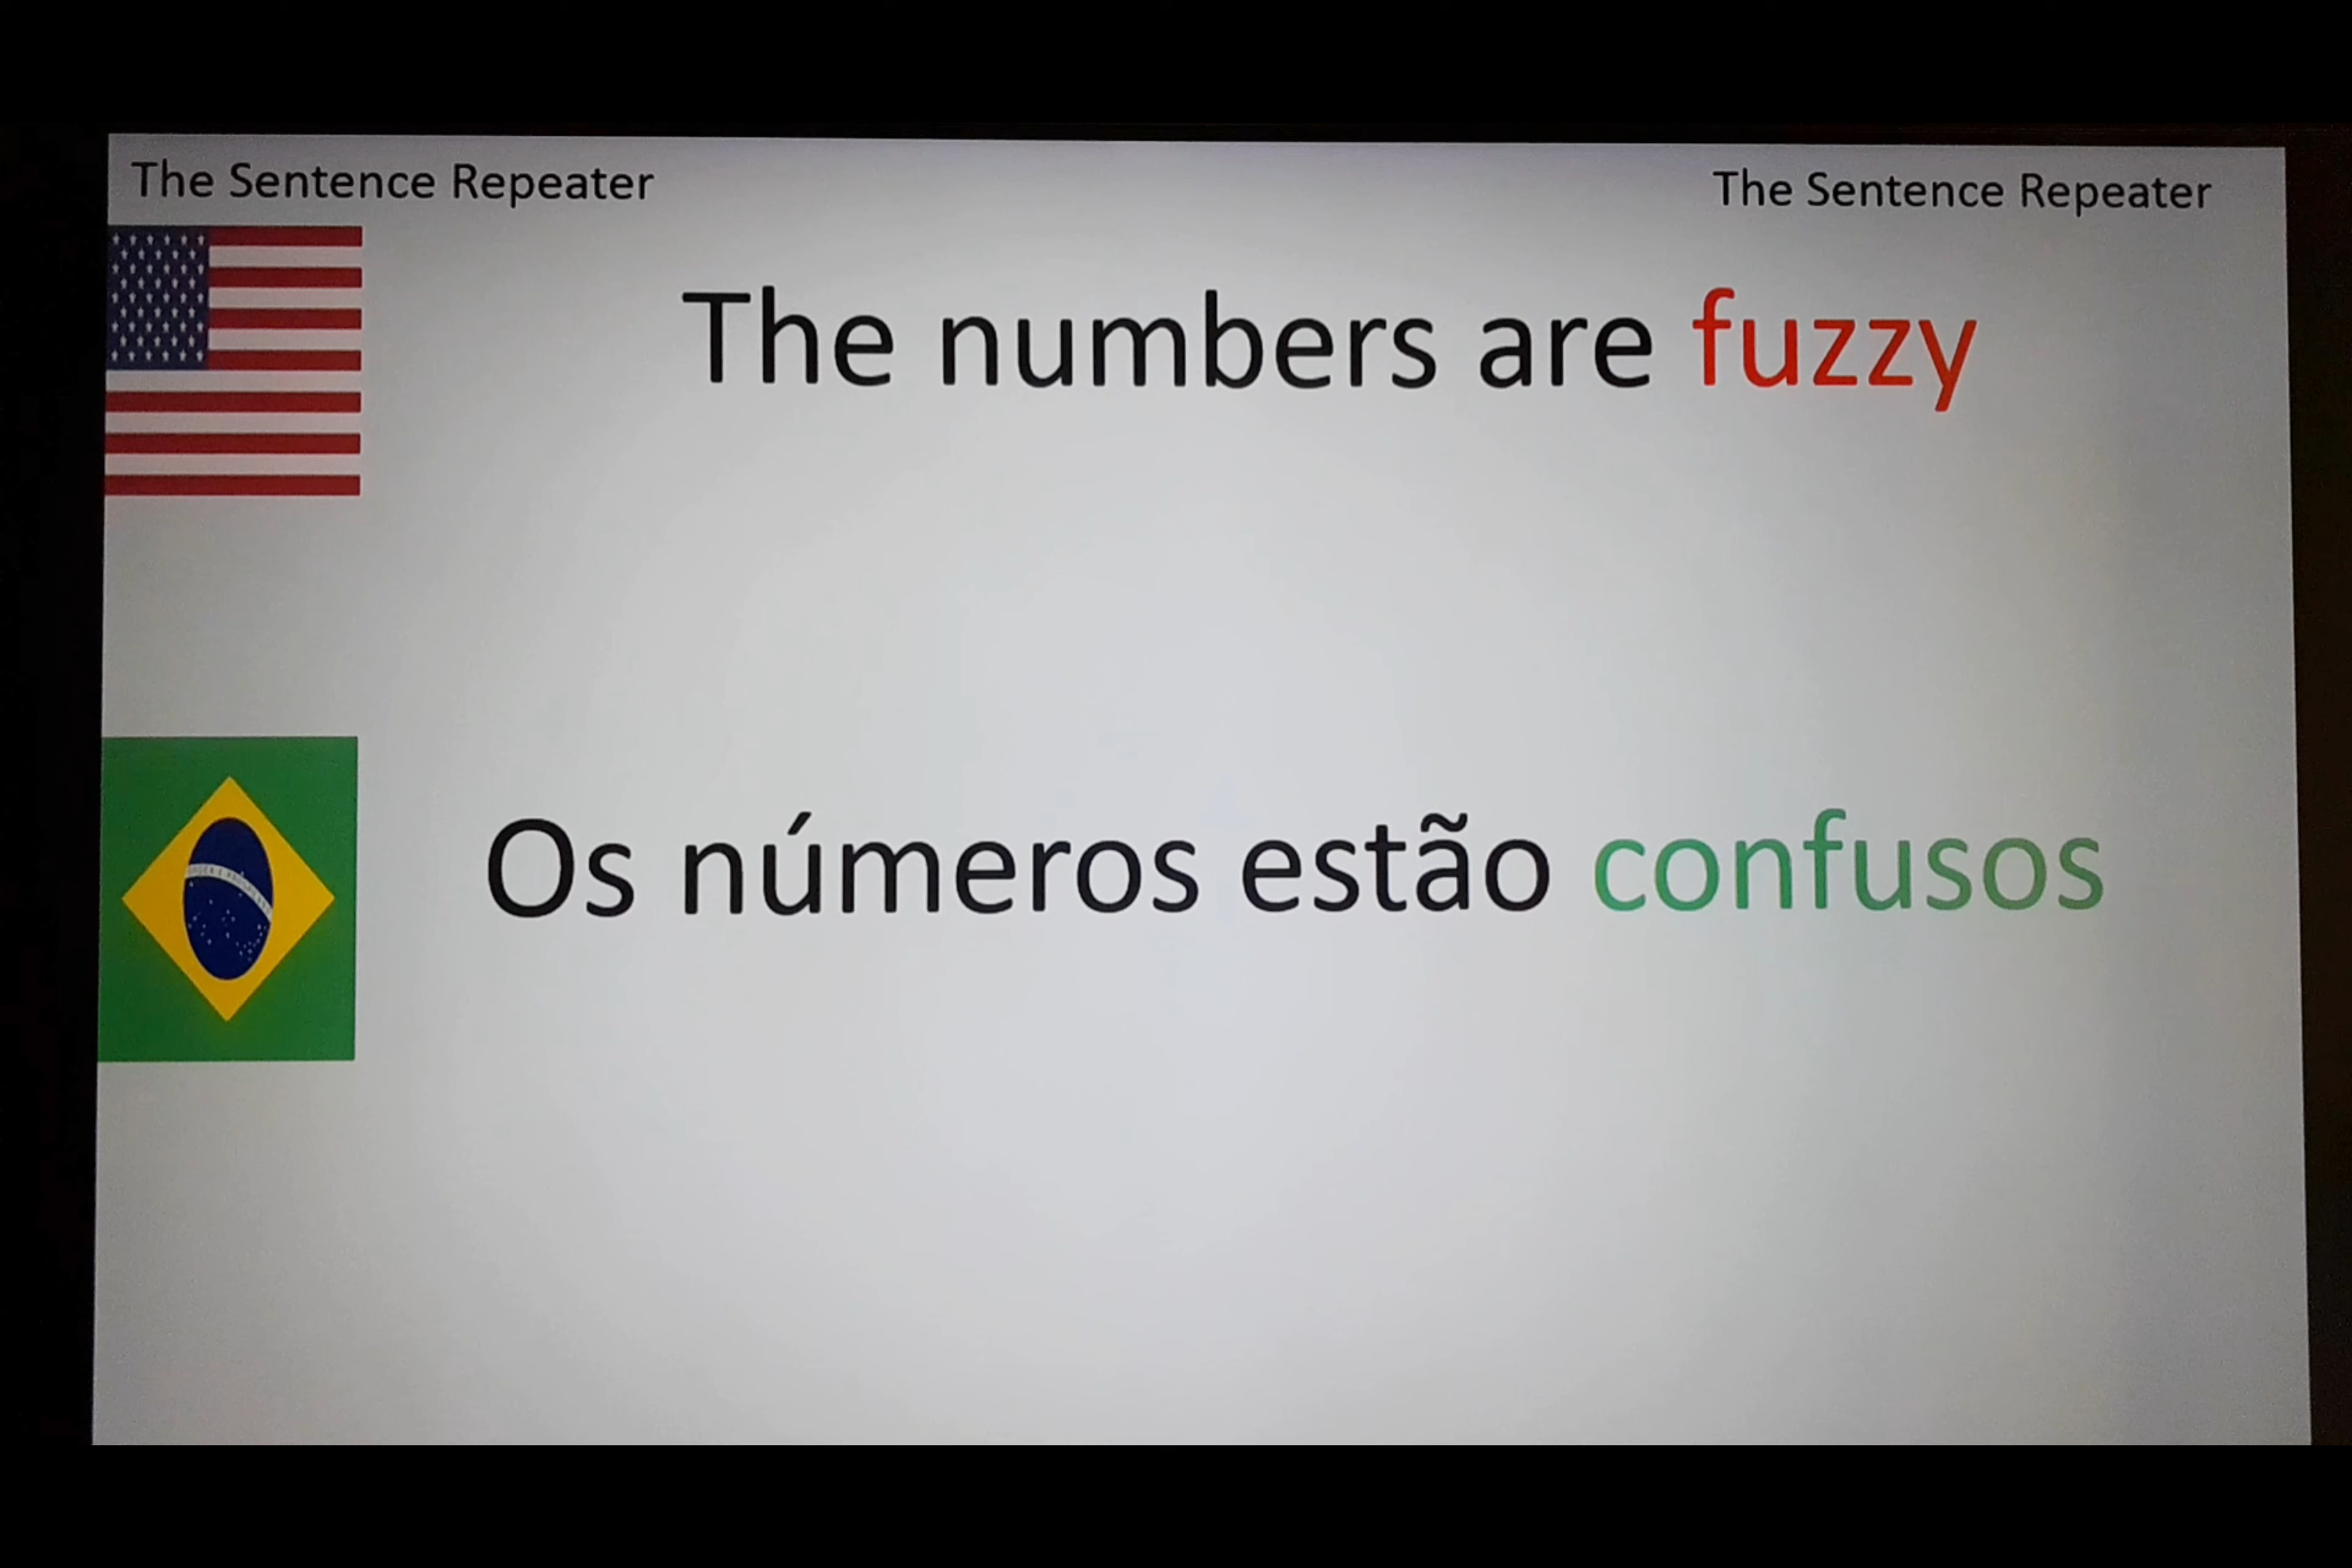 The Sentence Repeater
The Sentence Repeater
The numbers are fuzzy
Os números estão confusos